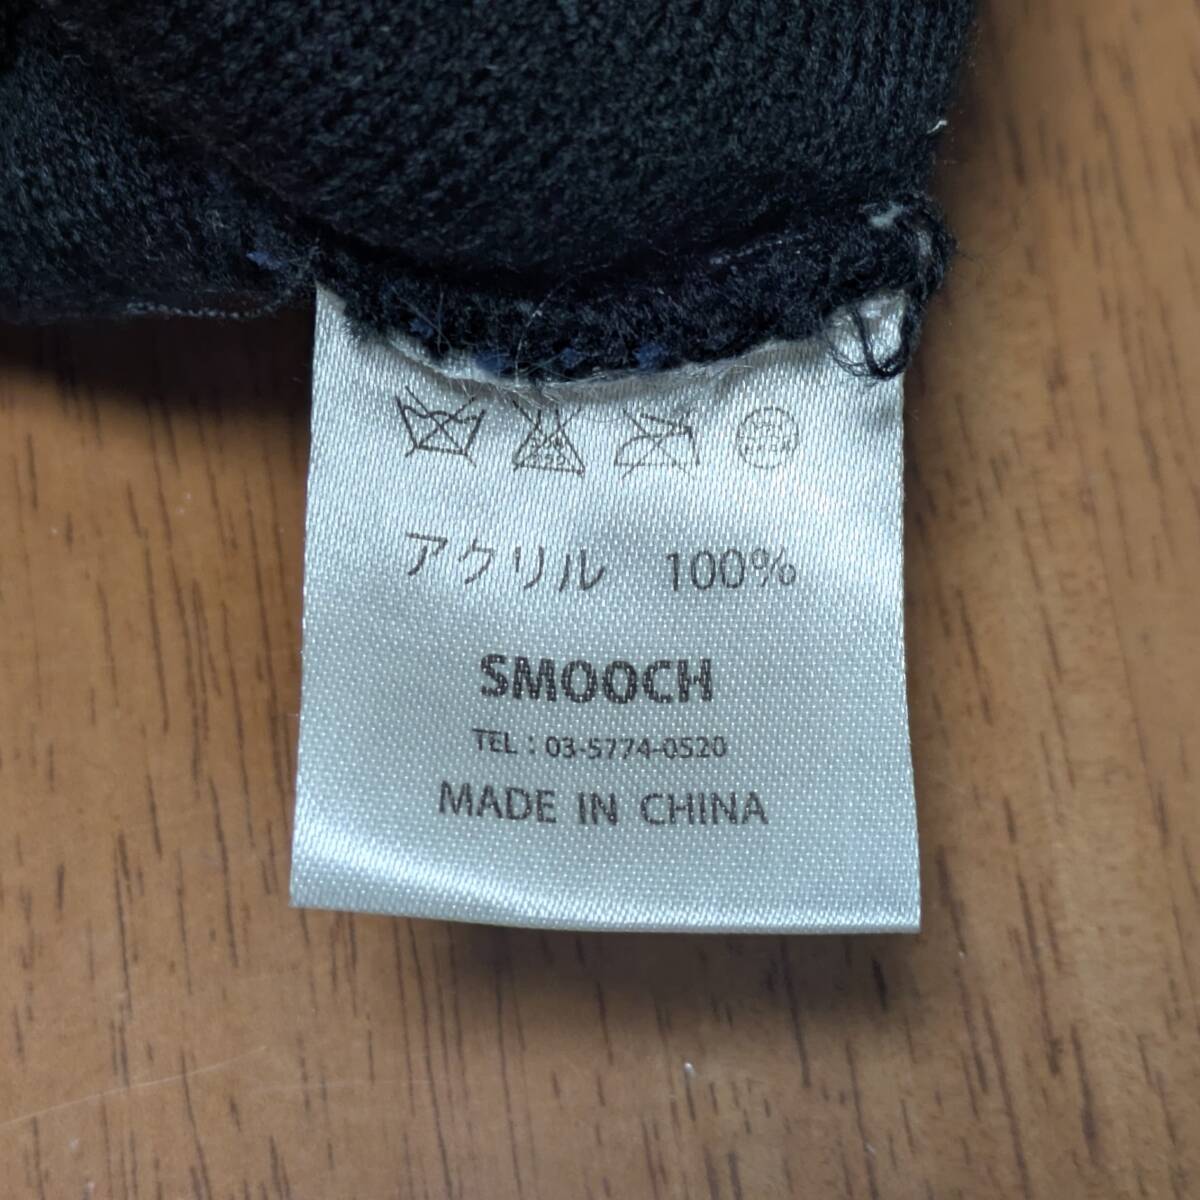 アクリル 100%
SMOOCH
TEL : 03-5774-0520
MADE IN CHINA